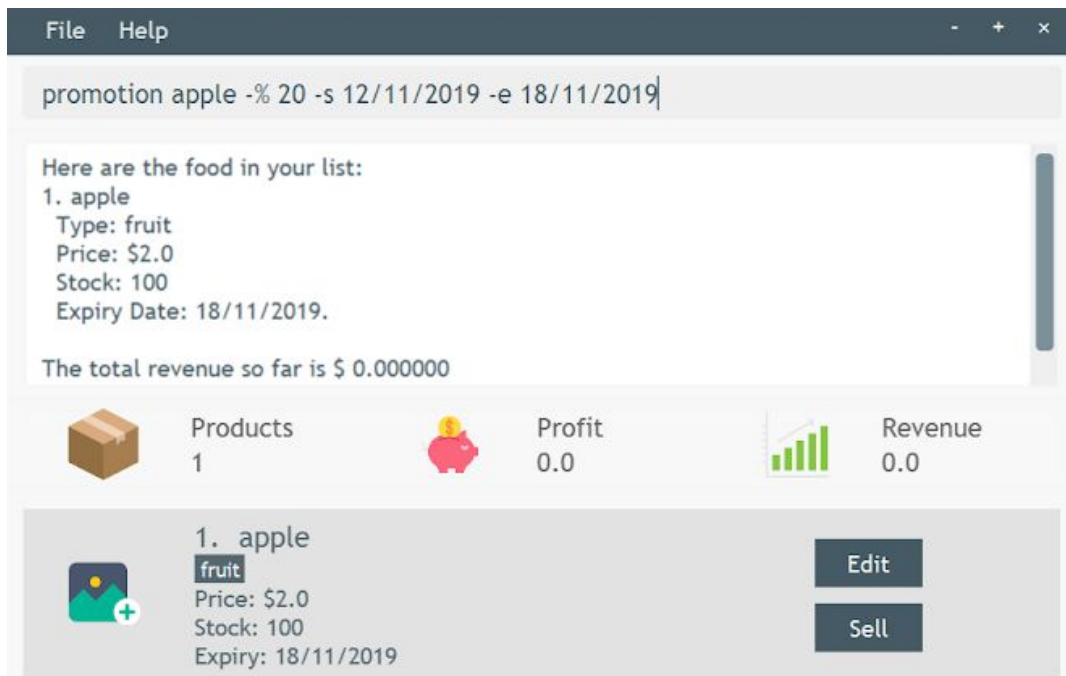 File Help - + ×
promotion apple -% 20 -s 12/11/2019 -e 18/11/2019
Here are the food in your list:
1. apple
Type: fruit
Price: $2.0
Stock: 100
Expiry Date: 18/11/2019.
The total revenue so far is $ 0.000000
Products Profit Revenue
1 0.0 0.0
1. apple
fruit
Edit
Price: $2.0
Stock: 100
Sell
Expiry: 18/11/2019